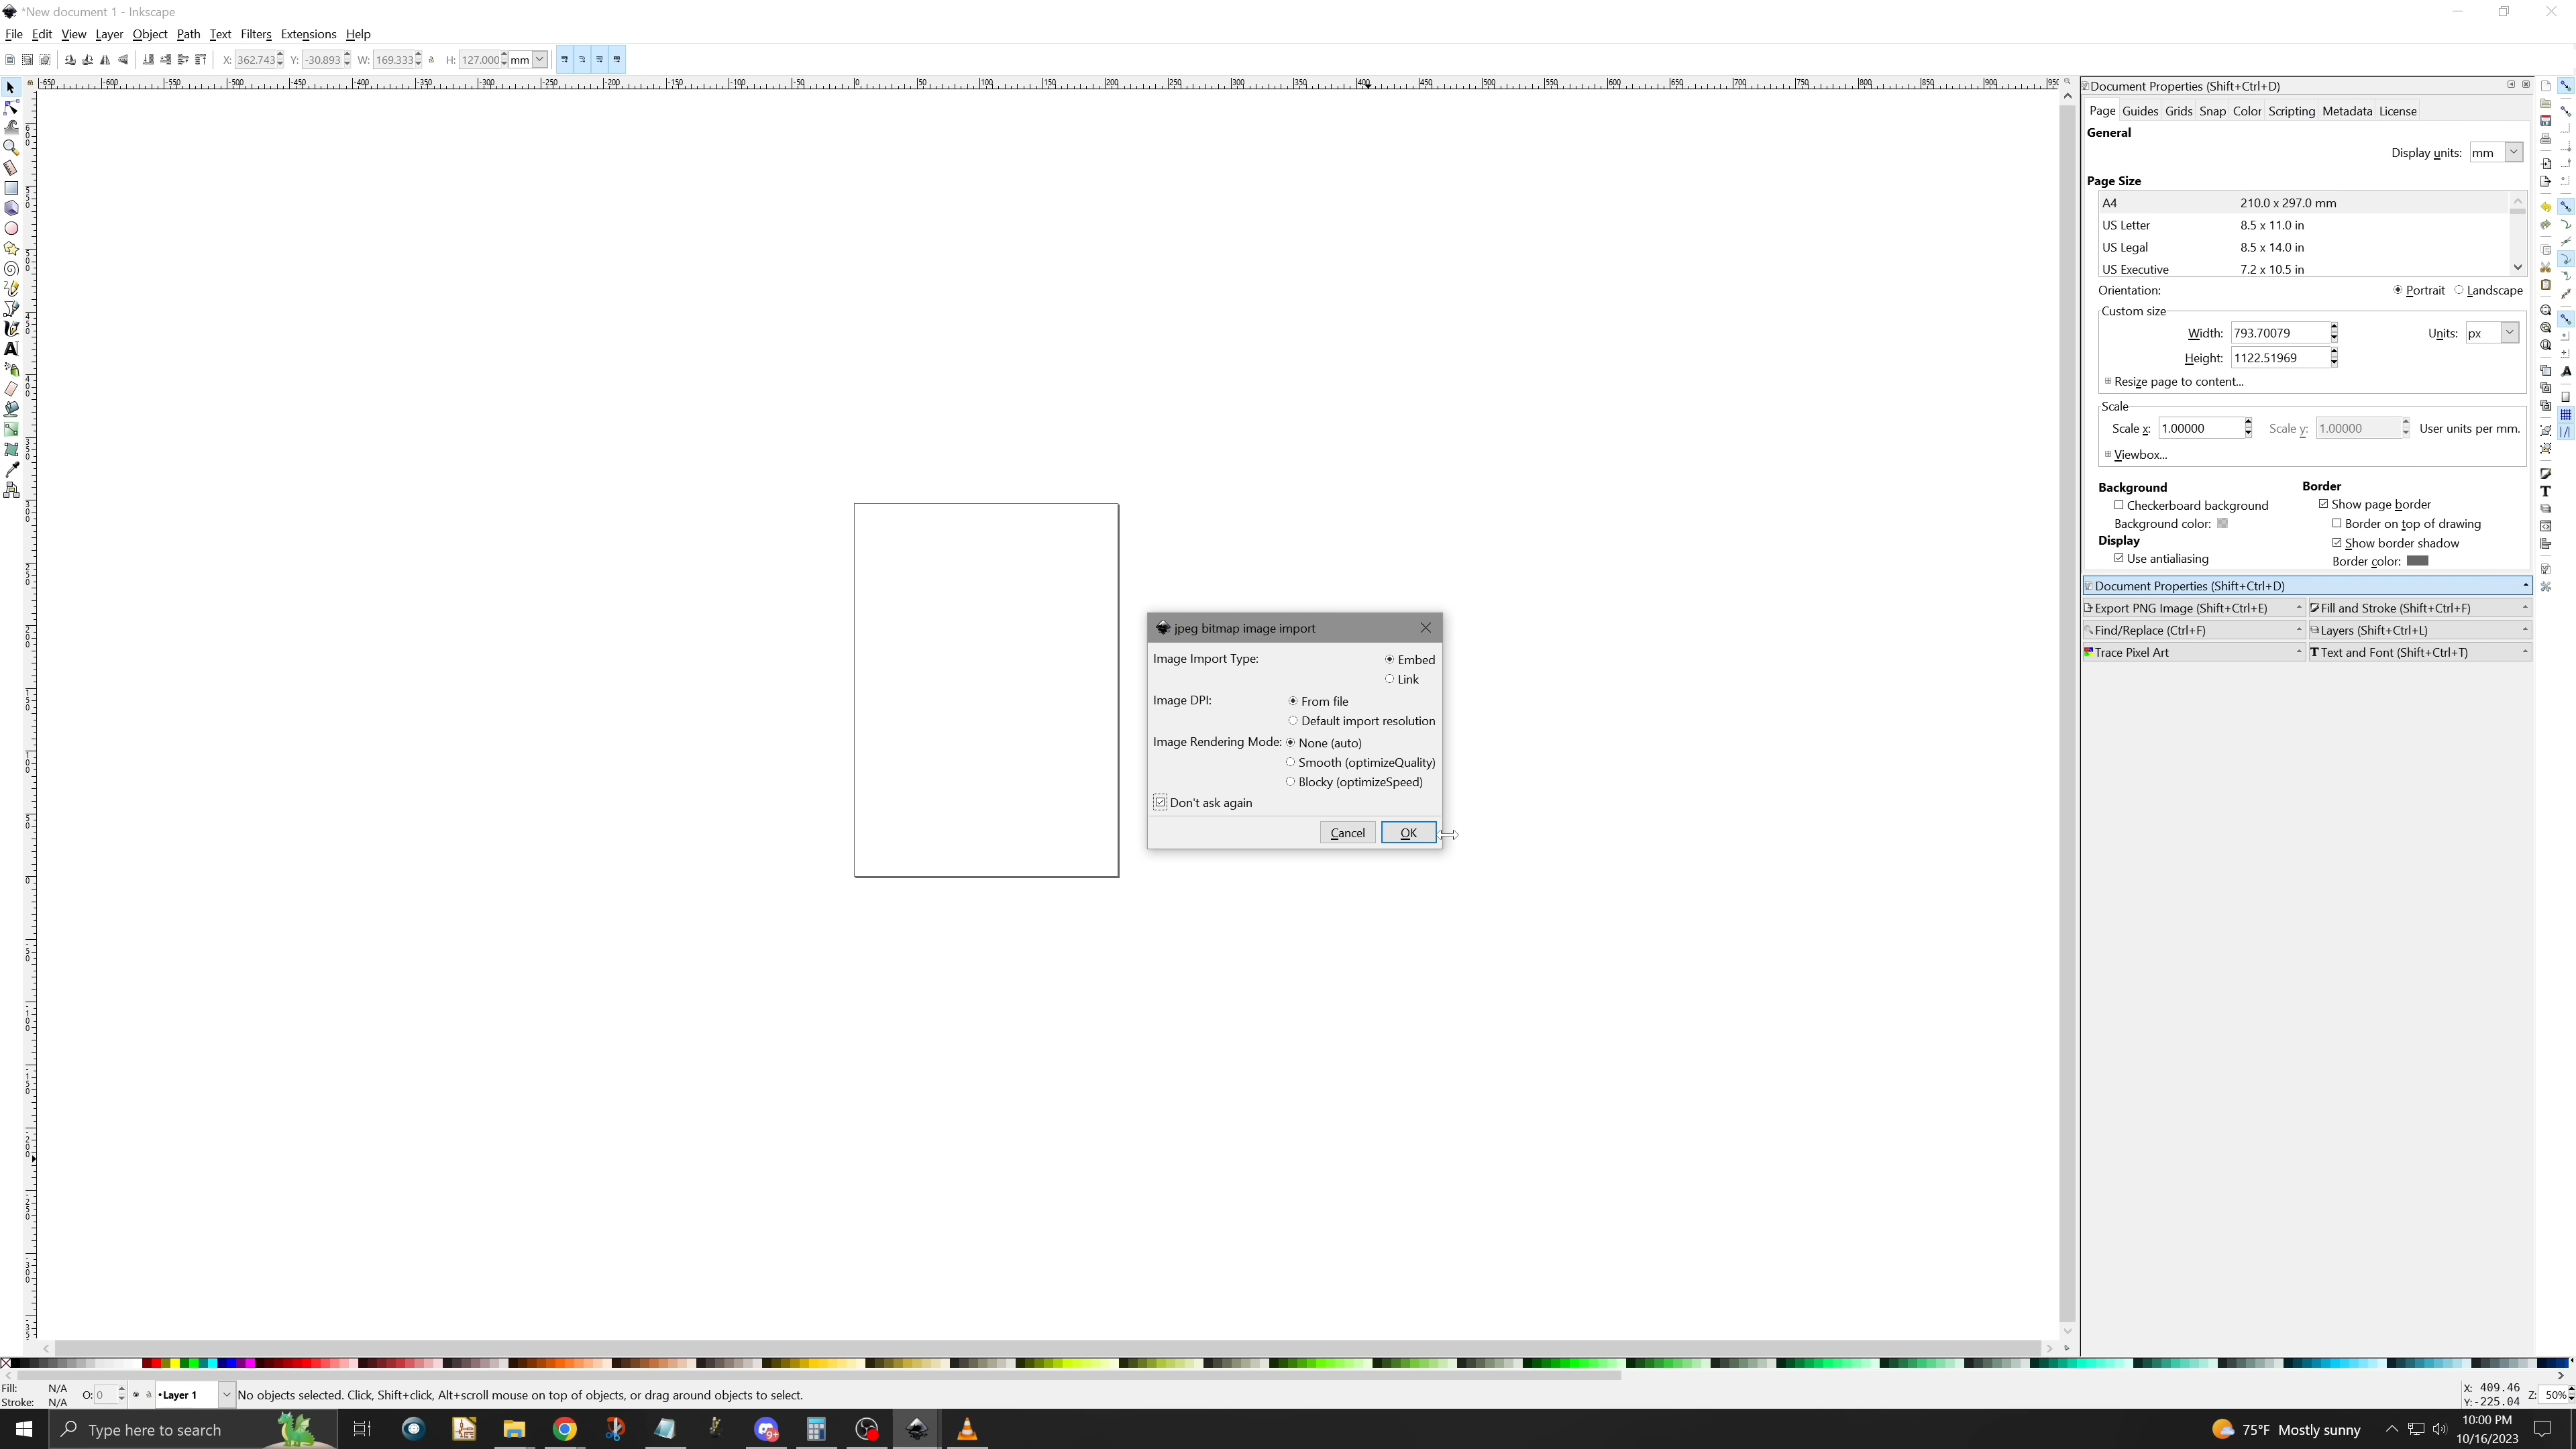 *New document 1 - Inkscape
File Edit View Layer Object Path Text Filters Extensions Help
X: 362.743 Y: -30.893 W: 169.333 H: 127.000 mm
Document Properties (Shift+Ctrl+D)
Page Guides Grids Snap Color Scripting Metadata License
General
Display units: mm
Page Size
A4 210.0 x 297.0 mm
US Letter 8.5 x 11.0 in
US Legal 8.5 x 14.0 in
US Executive 7.2 x 10.5 in
Orientation: Portrait Landscape
Custom size
Width: 793.70079 Units: px
Height: 1122.51969
Resize page to content...
Scale
Scale x: 1.00000 Scale y: 1.00000 User units per mm.
Viewbox...
Background Border
Checkerboard background Show page border
Background color: Border on top of drawing
Display Show border shadow
Use antialiasing Border color:
Document Properties (Shift+Ctrl+D)
Export PNG Image (Shift+Ctrl+E) Fill and Stroke (Shift+Ctrl+F)
Find/Replace (Ctrl+F) Layers (Shift+Ctrl+L)
Trace Pixel Art Text and Font (Shift+Ctrl+T)
jpeg bitmap image import
Image Import Type: Embed
Link
Image DPI: From file
Default import resolution
Image Rendering Mode: None (auto)
Smooth (optimizeQuality)
Blocky (optimizeSpeed)
Don't ask again
Cancel OK
Fill: N/A O: 0 •Layer 1 No objects selected. Click, Shift+click, Alt+scroll mouse on top of objects, or drag around objects to select. X: 409.46 Z: 50%
Stroke: N/A Y:-225.04
Type here to search 9+ 75°F Mostly sunny 10:00 PM
10/16/2023